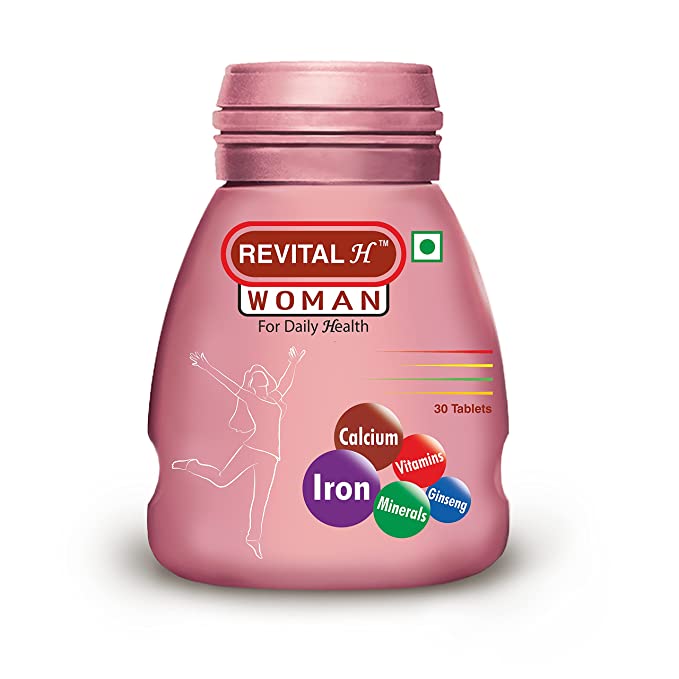 REVITAL H™
WOMAN
For Daily Health
30 Tablets
Calcium
Vitamins
Iron
Minerals
Ginseng